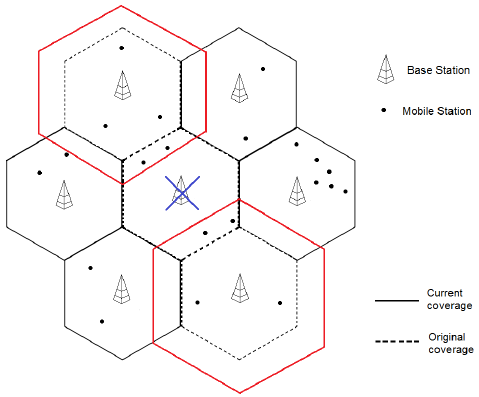 Base Station
Mobile Station
Current
coverage
Original
coverage